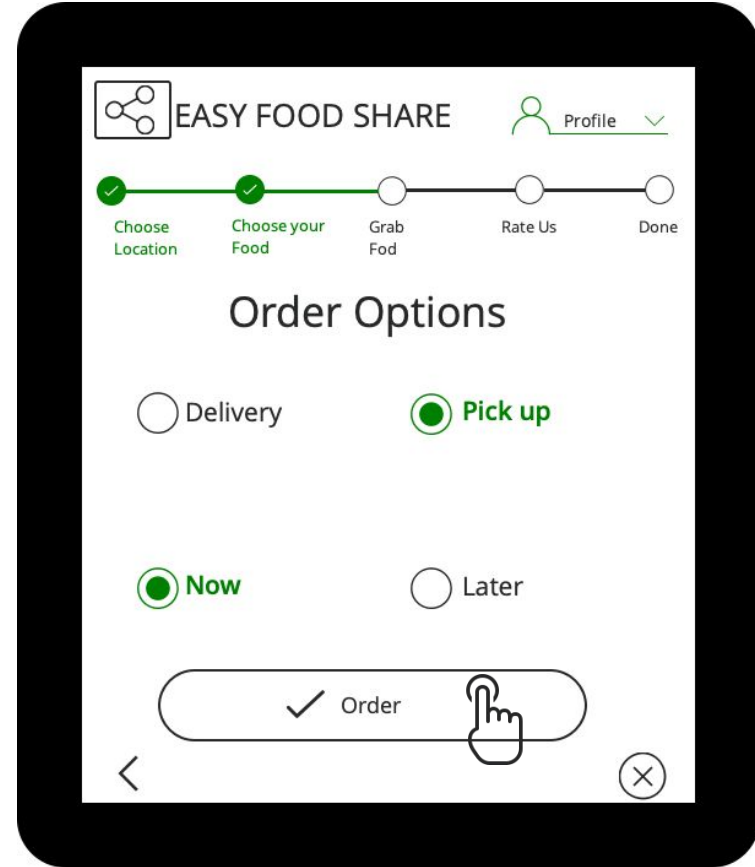 EASY FOOD SHARE
Profile
Choose Location
Choose your Food
Grab Fod
Rate Us
Done
Order Options
Delivery
Pick up
Now
Later
Order